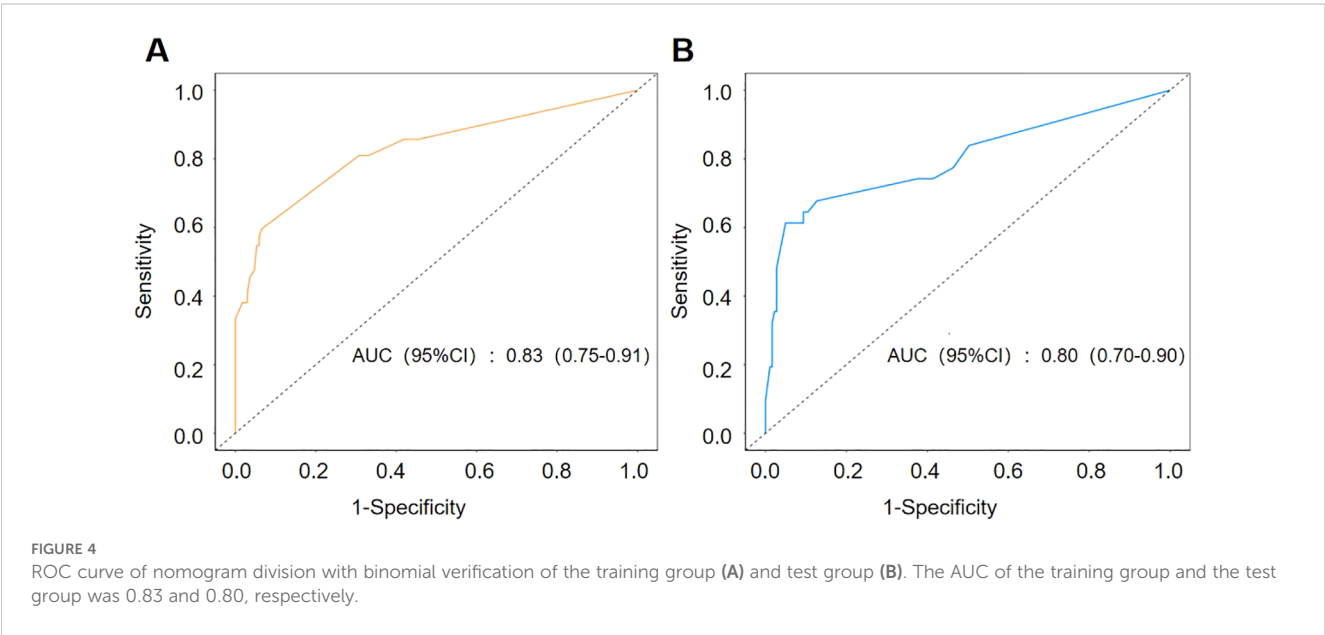 A
1.0
0.8
0.6
0.4
0.2
0.0
Sensitivity
AUC (95%CI) : 0.83 (0.75-0.91)
0.0 0.2 0.4 0.6 0.8 1.0
1-Specificity
B
1.0
0.8
0.6
0.4
0.2
0.0
Sensitivity
AUC (95%CI) : 0.80 (0.70-0.90)
0.0 0.2 0.4 0.6 0.8 1.0
1-Specificity
FIGURE 4
ROC curve of nomogram division with binomial verification of the training group (A) and test group (B). The AUC of the training group and the test
group was 0.83 and 0.80, respectively.